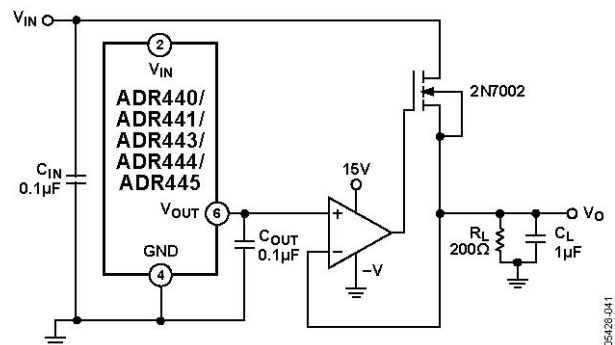 VIN
2
VIN
2N7002
ADR440/
ADR441/
ADR443/
ADR444/
ADR445
CIN
0.1µF
15V
VOUT
6
+
VO
COUT
0.1µF
–
RL
200Ω
CL
1µF
GND
4
–V
05428-041